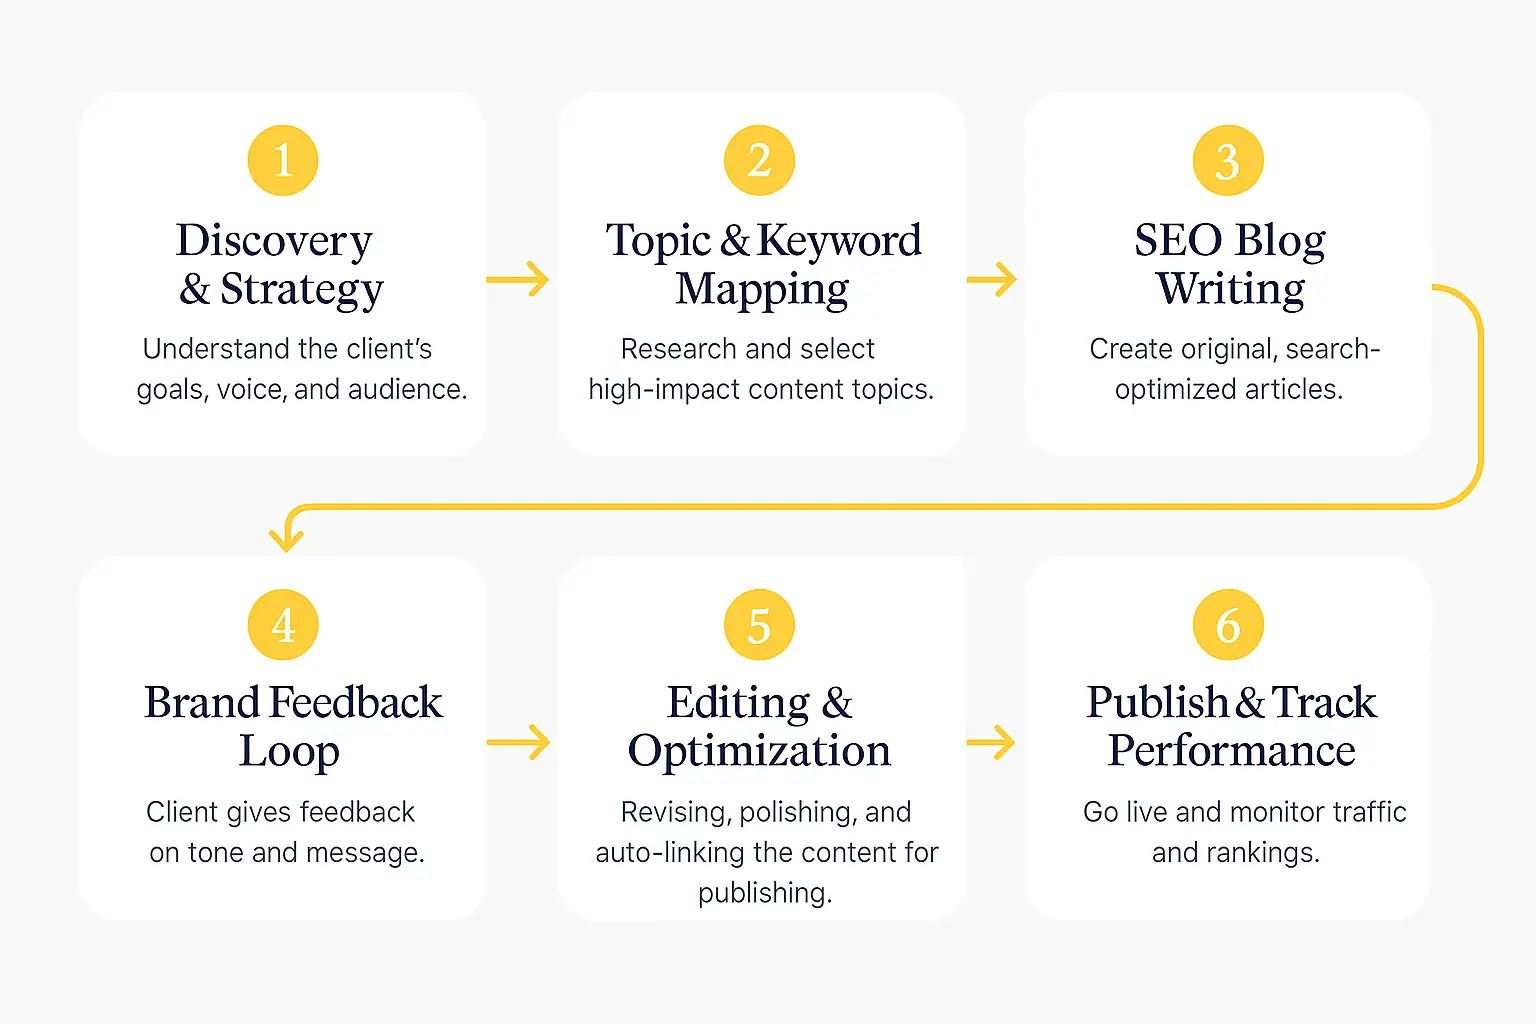 1
Discovery
& Strategy
Understand the client’s
goals, voice, and audience.
2
Topic & Keyword
Mapping
Research and select
high-impact content topics.
3
SEO Blog
Writing
Create original, search-
optimized articles.
4
Brand Feedback
Loop
Client gives feedback
on tone and message.
5
Editing &
Optimization
Revising, polishing, and
auto-linking the content for
publishing.
6
Publish & Track
Performance
Go live and monitor traffic
and rankings.